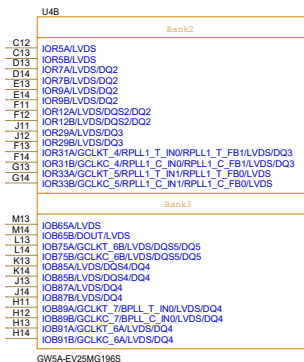 U4B
Bank2
C12 IOR5A/LVDS
C13 IOR5B/LVDS
D13 IOR7A/LVDS/DQ2
D14 IOR7B/LVDS/DQ2
E13 IOR9A/LVDS/DQ2
E14 IOR9B/LVDS/DQ2
F11 IOR12A/LVDS/DQS2/DQ2
F12 IOR12B/LVDS/DQS2/DQ2
J11 IOR29A/LVDS/DQ3
J12 IOR29B/LVDS/DQ3
F13 IOR31A/GCLKT_4/RPLL1_T_IN0/RPLL1_T_FB1/LVDS/DQ3
F14 IOR31B/GCLKC_4/RPLL1_C_IN0/RPLL1_C_FB1/LVDS/DQ3
G13 IOR33A/GCLKT_5/RPLL1_T_IN1/RPLL1_T_FB0/LVDS
G14 IOR33B/GCLKC_5/RPLL1_C_IN1/RPLL1_C_FB0/LVDS
Bank3
M13 IOB65A/LVDS
M14 IOB65B/DOUT/LVDS
L13 IOB75A/GCLKT_6B/LVDS/DQS5/DQ5
L14 IOB75B/GCLKC_6B/LVDS/DQS5/DQ5
K13 IOB85A/LVDS/DQS4/DQ4
K14 IOB85B/LVDS/DQS4/DQ4
J13 IOB87A/LVDS/DQ4
J14 IOB87B/LVDS/DQ4
H11 IOB89A/GCLKT_7/BPLL_T_IN0/LVDS/DQ4
H12 IOB89B/GCLKC_7/BPLL_C_IN0/LVDS/DQ4
H13 IOB91A/GCLKT_6A/LVDS/DQ4
H14 IOB91B/GCLKC_6A/LVDS/DQ4
GW5A-EV25MG196S